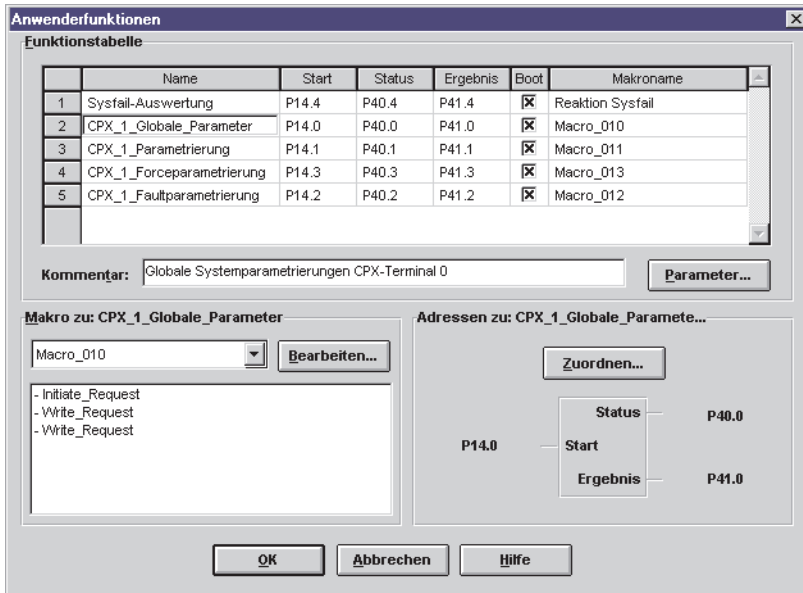 Anwenderfunktionen
Funktionstabelle
Name Start Status Ergebnis Boot Makroname
1 Sysfail-Auswertung P14.4 P40.4 P41.4 Reaktion Sysfail
2 CPX_1_Globale_Parameter P14.0 P40.0 P41.0 Macro_010
3 CPX_1_Parametrierung P14.1 P40.1 P41.1 Macro_011
4 CPX_1_Forceparametrierung P14.3 P40.3 P41.3 Macro_013
5 CPX_1_Faultparametrierung P14.2 P40.2 P41.2 Macro_012
Kommentar: Globale Systemparametrierungen CPX-Terminal 0 Parameter...
Makro zu: CPX_1_Globale_Parameter
Macro_010 Bearbeiten...
- Initiate_Request
- Write_Request
- Write_Request
Adressen zu: CPX_1_Globale_Paramete...
Zuordnen...
Status P40.0
P14.0 Start
Ergebnis P41.0
OK Abbrechen Hilfe